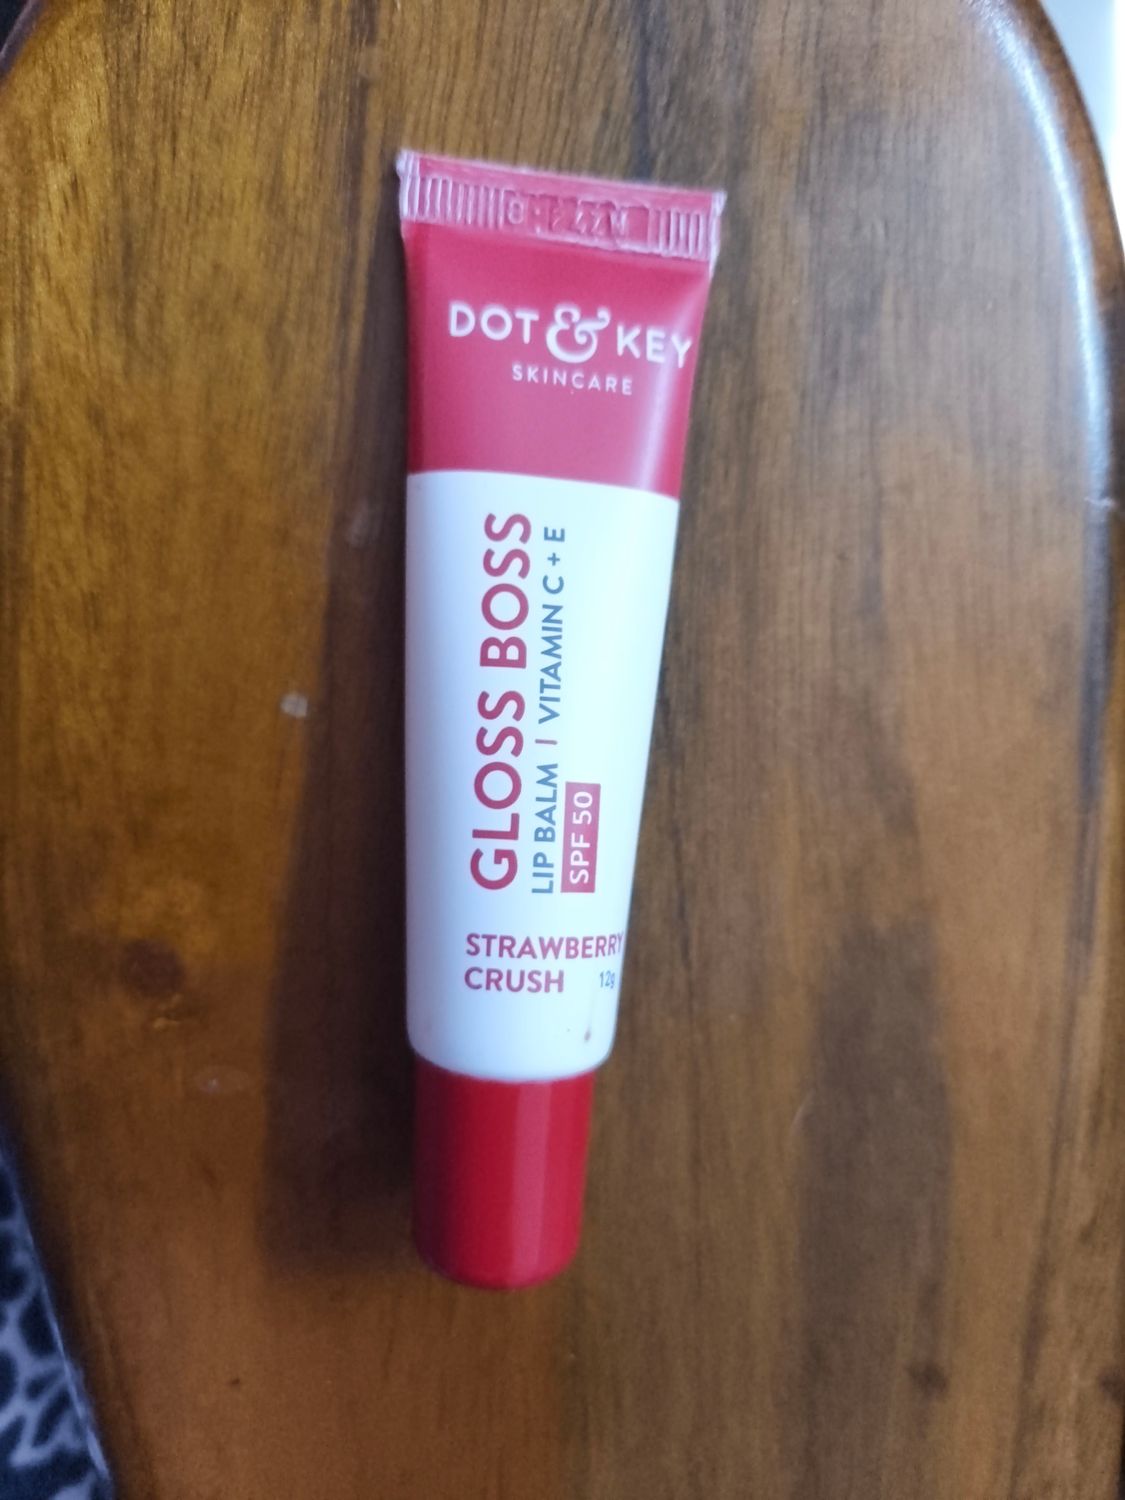 DOT & KEY
SKINCARE
GLOSS BOSS
LIP BALM | VITAMIN C + E
SPF 50
STRAWBERRY
CRUSH 12g